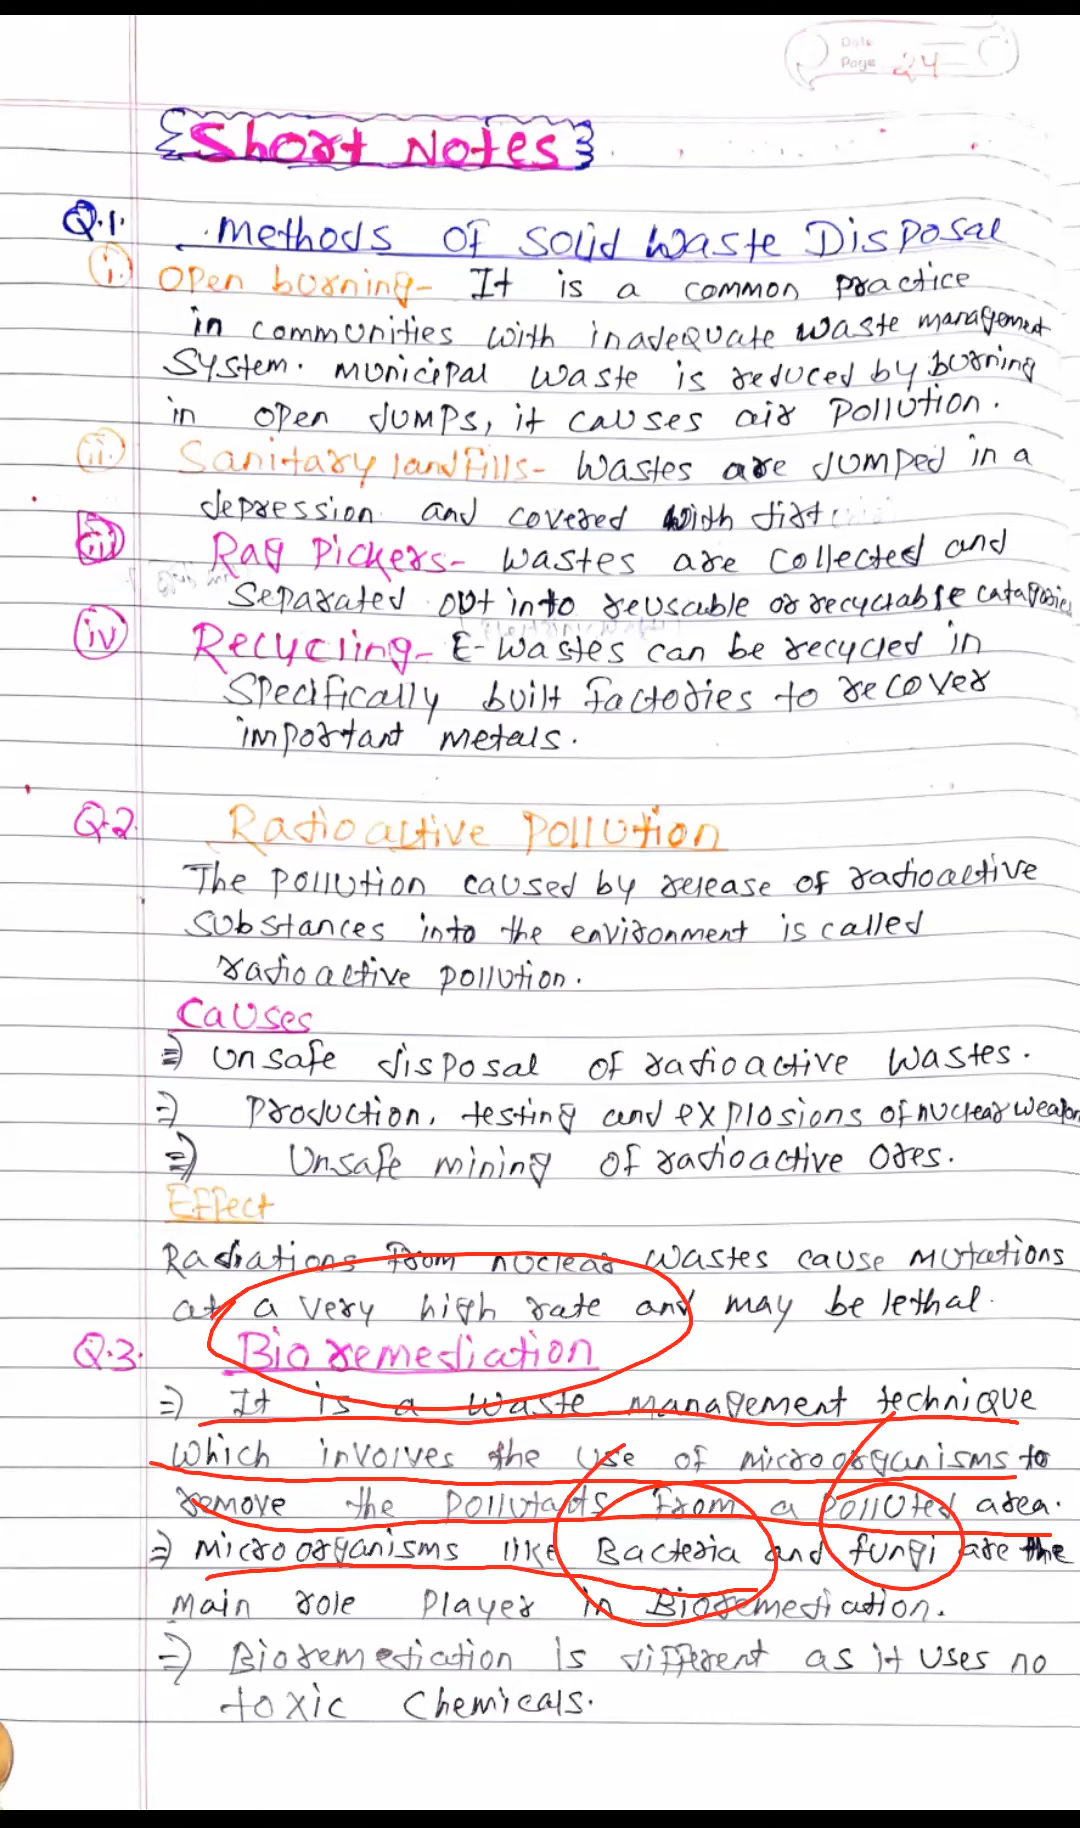 Date
Page 24
Short Notes
Q.1. Methods of Solid Waste Disposal
i. Open burning- It is a common practice
in communities with inadequate waste management
System. Municipal waste is reduced by burning
in open dumps, it causes air Pollution.
ii. Sanitary landfills- Wastes are dumped in a
depression and covered with dirt
iii Rag Pickers- Wastes are collected and
Separated out into reusable or recyclable catagories
iv Recycling- E-wastes can be recycled in
Specifically built factories to recover
important metals.
Q.2. Radioactive Pollution
The pollution caused by release of radioactive
substances into the environment is called
radioactive pollution.
Causes
⇒ Unsafe disposal of radioactive wastes.
⇒ Production, testing and explosions of nuclear weapon
⇒ Unsafe mining of radioactive ores.
Effect
Radiations from nuclear wastes cause mutations
at a very high rate and may be lethal.
Q.3. Bioremediation
⇒ It is a waste management technique
which involves the use of microorganisms to
remove the pollutants from a polluted area.
⇒ microorganisms like Bacteria and fungi are the
main role player in Bioremediation.
⇒ Bioremediation is different as it uses no
toxic chemicals.